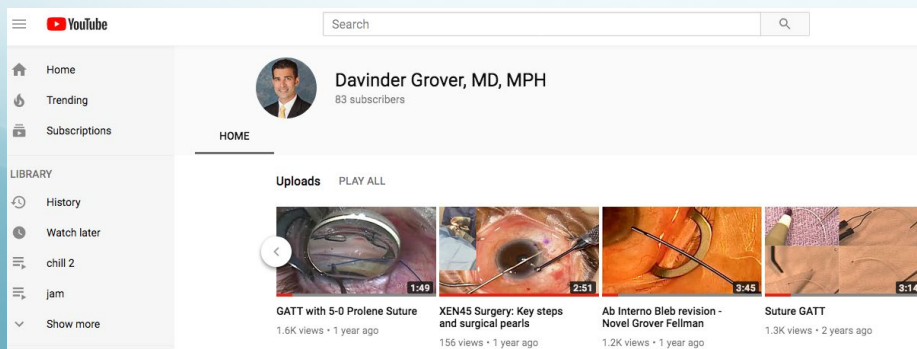 YouTube
Search
Home
Trending
Subscriptions
LIBRARY
History
Watch later
chill 2
jam
Show more
Davinder Grover, MD, MPH
83 subscribers
HOME
Uploads PLAY ALL
1:49
2:51
3:45
3:14
GATT with 5-0 Prolene Suture
1.6K views • 1 year ago
XEN45 Surgery: Key steps
and surgical pearls
156 views • 1 year ago
Ab Interno Bleb revision -
Novel Grover Fellman
1.2K views • 1 year ago
Suture GATT
1.3K views • 2 years ago